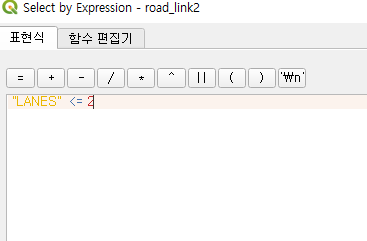 Select by Expression - road_link2
표현식 함수 편집기
= + - / * ^ || ( ) '₩n'
"LANES" <= 2